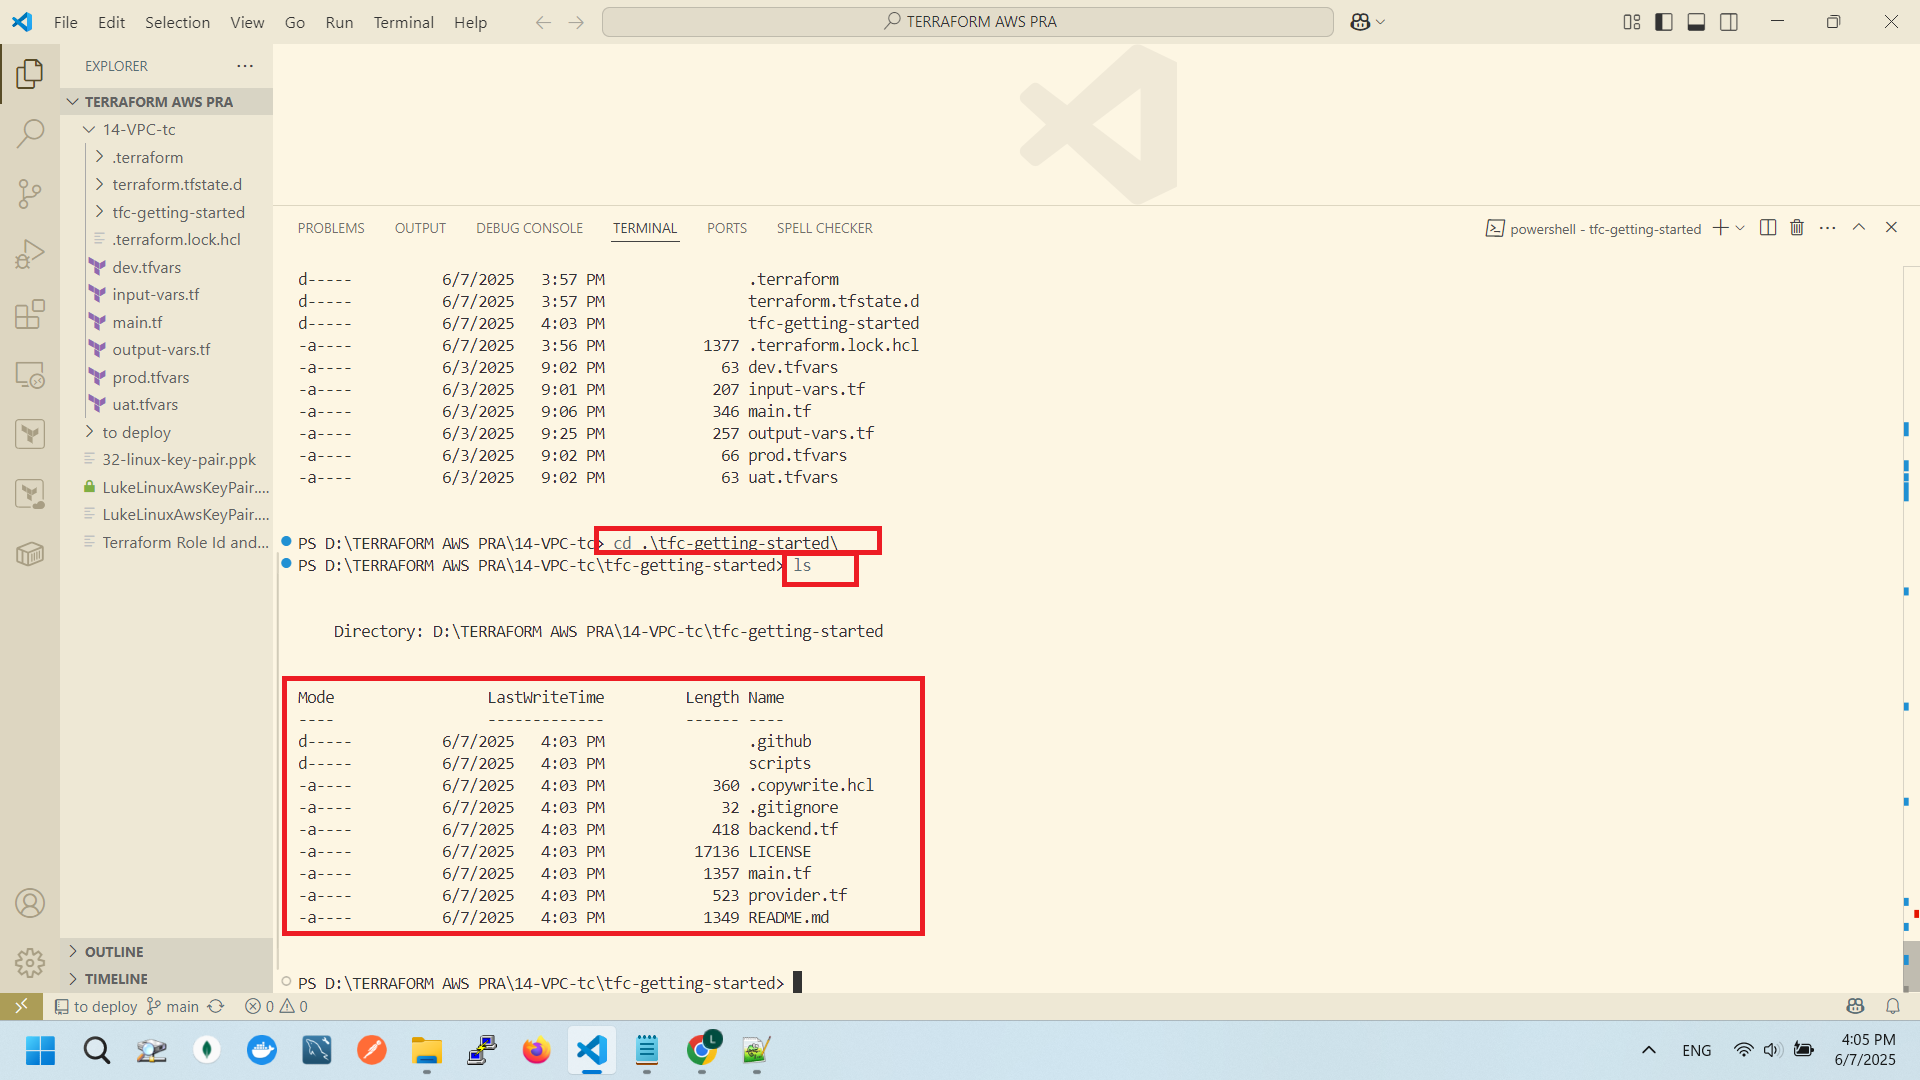 File Edit Selection View Go Run Terminal Help
TERRAFORM AWS PRA
EXPLORER
TERRAFORM AWS PRA
14-VPC-tc
.terraform
terraform.tfstate.d
tfc-getting-started
.terraform.lock.hcl
dev.tfvars
input-vars.tf
main.tf
output-vars.tf
prod.tfvars
uat.tfvars
to deploy
32-linux-key-pair.ppk
LukeLinuxAwsKeyPair....
LukeLinuxAwsKeyPair....
Terraform Role Id and...
OUTLINE
TIMELINE
PROBLEMS OUTPUT DEBUG CONSOLE TERMINAL PORTS SPELL CHECKER
powershell - tfc-getting-started
d----- 6/7/2025 3:57 PM .terraform
d----- 6/7/2025 3:57 PM terraform.tfstate.d
d----- 6/7/2025 4:03 PM tfc-getting-started
-a---- 6/7/2025 3:56 PM 1377 .terraform.lock.hcl
-a---- 6/3/2025 9:02 PM 63 dev.tfvars
-a---- 6/3/2025 9:01 PM 207 input-vars.tf
-a---- 6/3/2025 9:06 PM 346 main.tf
-a---- 6/3/2025 9:25 PM 257 output-vars.tf
-a---- 6/3/2025 9:02 PM 66 prod.tfvars
-a---- 6/3/2025 9:02 PM 63 uat.tfvars
PS D:\TERRAFORM AWS PRA\14-VPC-tc> cd .\tfc-getting-started\
PS D:\TERRAFORM AWS PRA\14-VPC-tc\tfc-getting-started> ls
Directory: D:\TERRAFORM AWS PRA\14-VPC-tc\tfc-getting-started
Mode LastWriteTime Length Name
---- ------------- ------ ----
d----- 6/7/2025 4:03 PM .github
d----- 6/7/2025 4:03 PM scripts
-a---- 6/7/2025 4:03 PM 360 .copywrite.hcl
-a---- 6/7/2025 4:03 PM 32 .gitignore
-a---- 6/7/2025 4:03 PM 418 backend.tf
-a---- 6/7/2025 4:03 PM 17136 LICENSE
-a---- 6/7/2025 4:03 PM 1357 main.tf
-a---- 6/7/2025 4:03 PM 523 provider.tf
-a---- 6/7/2025 4:03 PM 1349 README.md
PS D:\TERRAFORM AWS PRA\14-VPC-tc\tfc-getting-started>
to deploy main 0 0
L
ENG
4:05 PM
6/7/2025